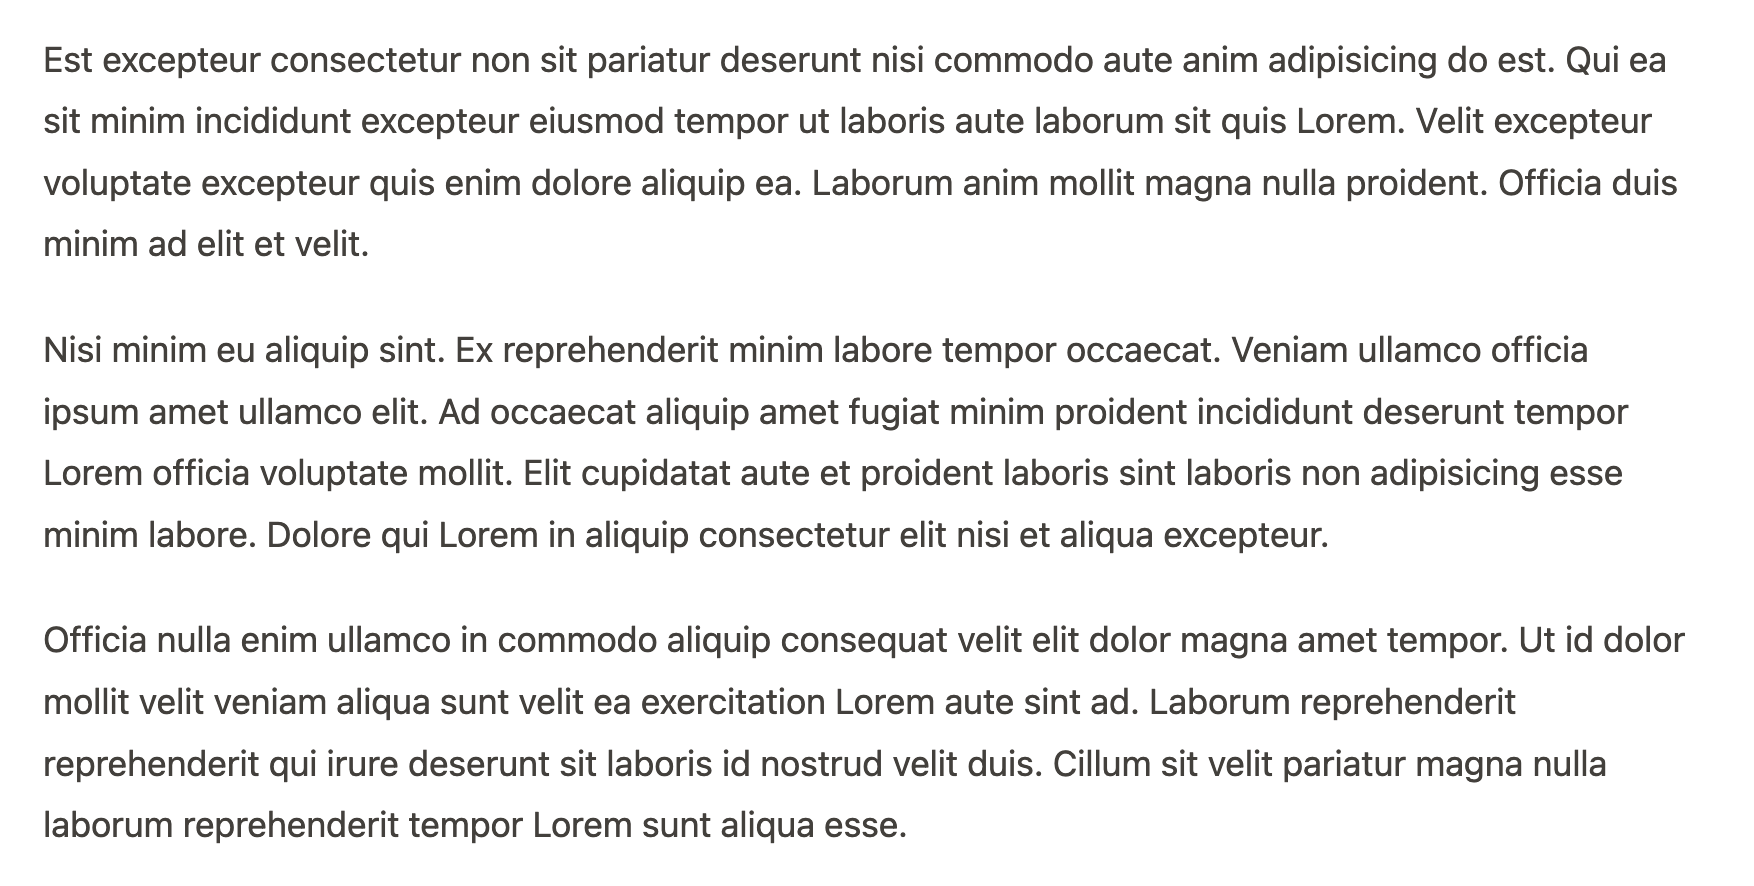 Est excepteur consectetur non sit pariatur deserunt nisi commodo aute anim adipisicing do est. Qui ea
sit minim incididunt excepteur eiusmod tempor ut laboris aute laborum sit quis Lorem. Velit excepteur
voluptate excepteur quis enim dolore aliquip ea. Laborum anim mollit magna nulla proident. Officia duis
minim ad elit et velit.
Nisi minim eu aliquip sint. Ex reprehenderit minim labore tempor occaecat. Veniam ullamco officia
ipsum amet ullamco elit. Ad occaecat aliquip amet fugiat minim proident incididunt deserunt tempor
Lorem officia voluptate mollit. Elit cupidatat aute et proident laboris sint laboris non adipisicing esse
minim labore. Dolore qui Lorem in aliquip consectetur elit nisi et aliqua excepteur.
Officia nulla enim ullamco in commodo aliquip consequat velit elit dolor magna amet tempor. Ut id dolor
mollit velit veniam aliqua sunt velit ea exercitation Lorem aute sint ad. Laborum reprehenderit
reprehenderit qui irure deserunt sit laboris id nostrud velit duis. Cillum sit velit pariatur magna nulla
laborum reprehenderit tempor Lorem sunt aliqua esse.